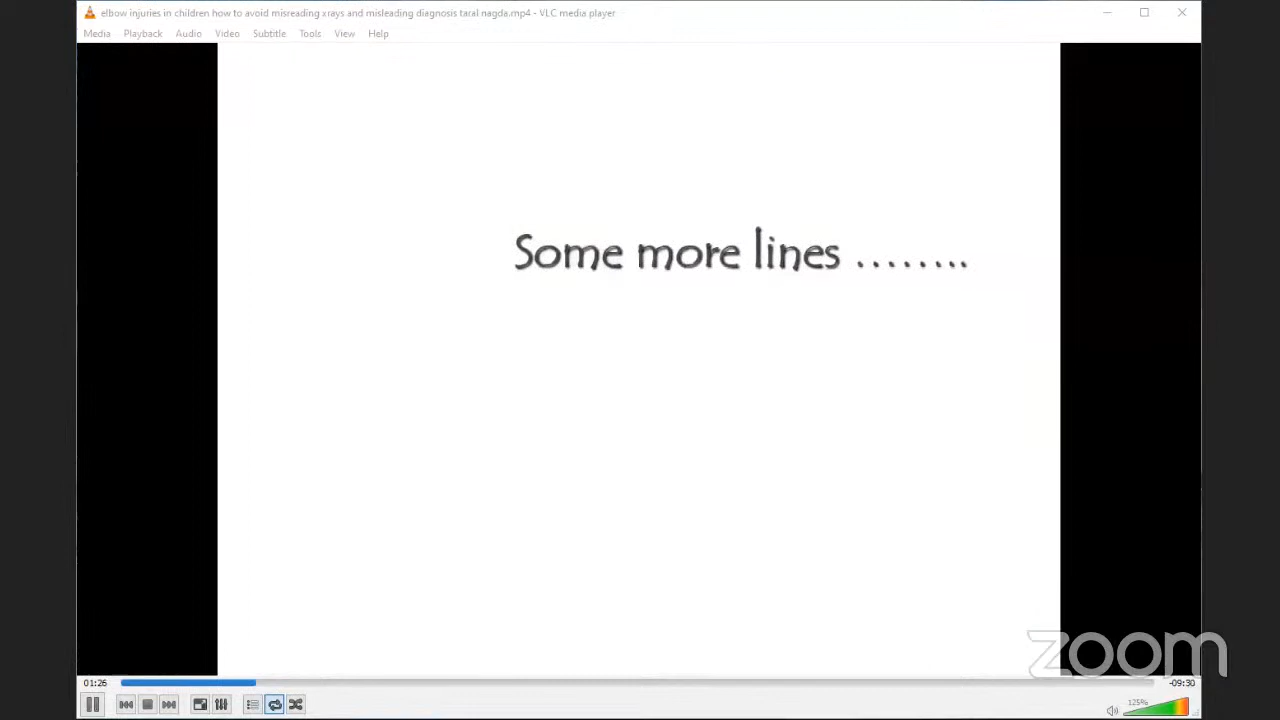 elbow injuries in children how to avoid misreading xrays and misleading diagnosis taral nagda.mp4 - VLC media player
Media Playback Audio Video Subtitle Tools View Help
Some more lines ........
zoom
01:26 -09:30
125%